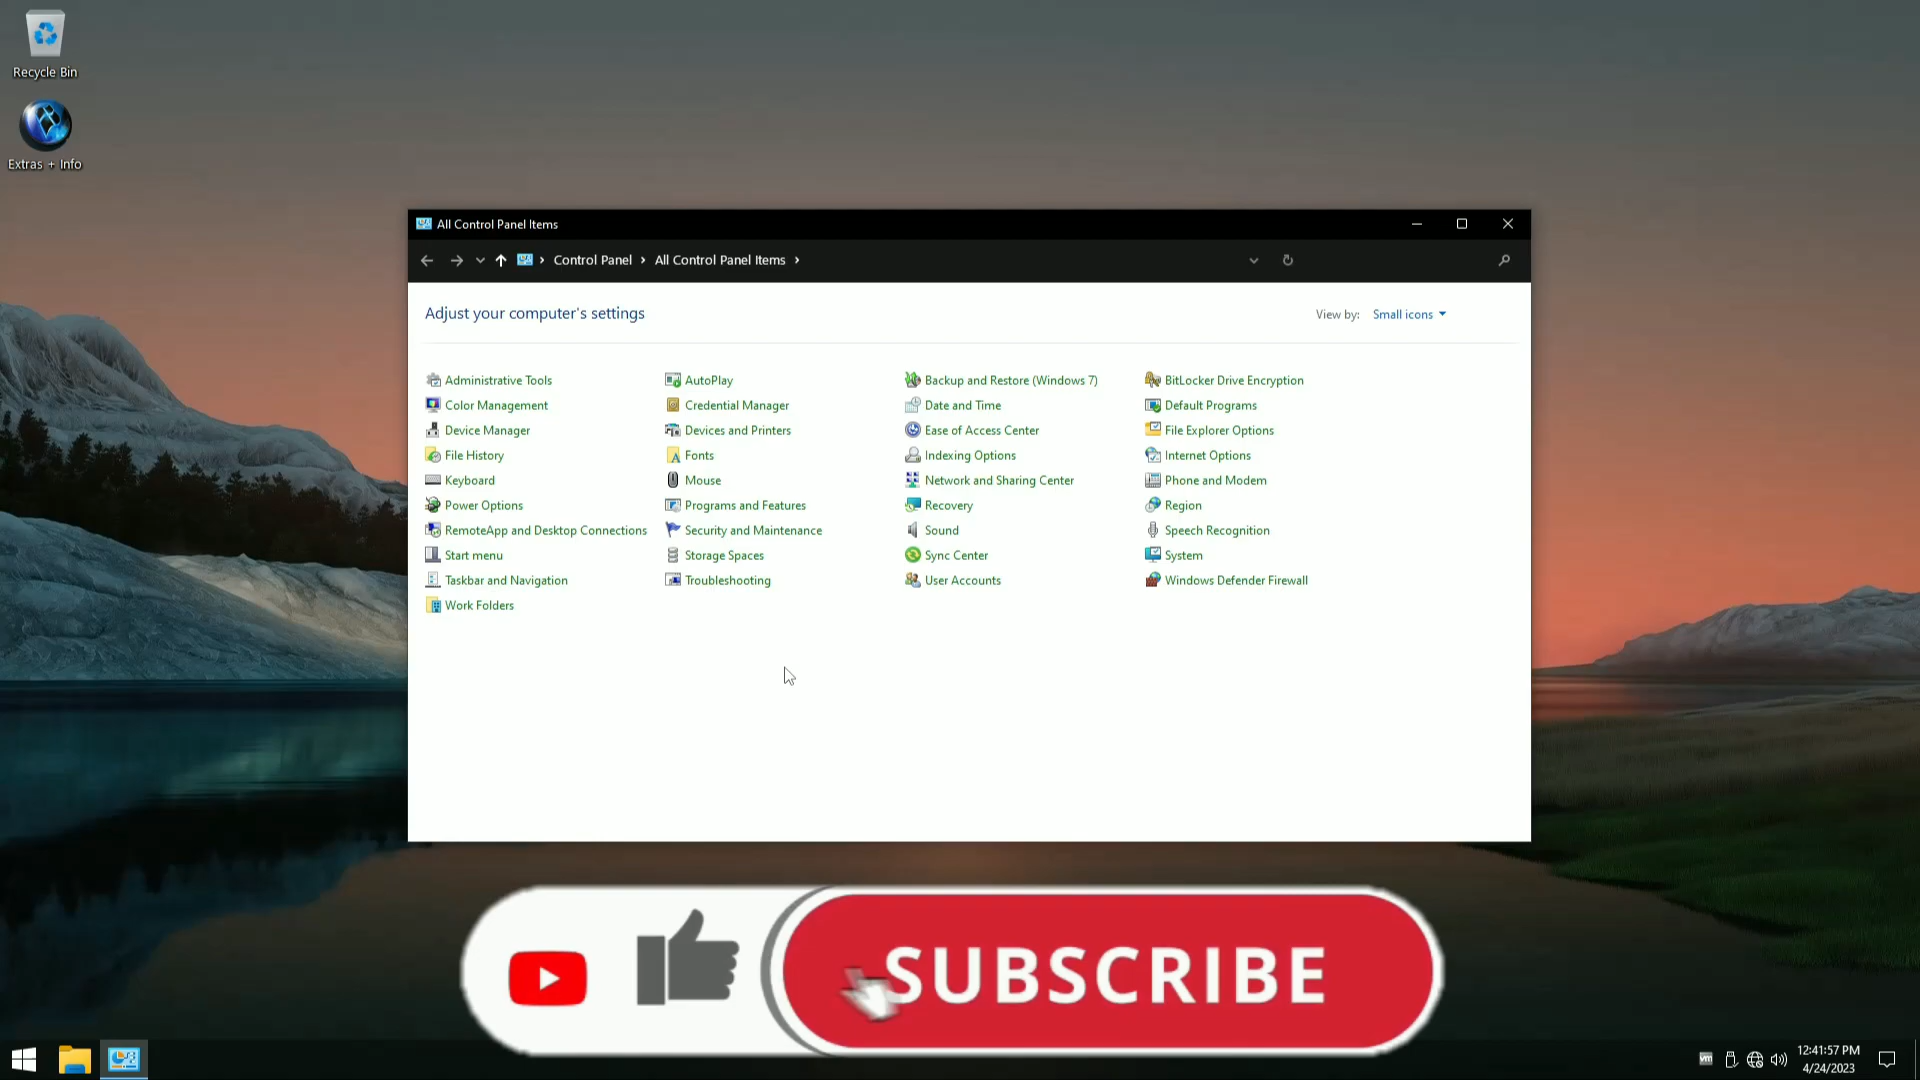 Recycle Bin
Extras + Info
All Control Panel Items
Control Panel
All Control Panel Items
Adjust your computer's settings
View by: Small icons
Administrative Tools
AutoPlay
Backup and Restore (Windows 7)
BitLocker Drive Encryption
Color Management
Credential Manager
Date and Time
Default Programs
Device Manager
Devices and Printers
Ease of Access Center
File Explorer Options
File History
Fonts
Indexing Options
Internet Options
Keyboard
Mouse
Network and Sharing Center
Phone and Modem
Power Options
Programs and Features
Recovery
Region
RemoteApp and Desktop Connections
Security and Maintenance
Sound
Speech Recognition
Start menu
Storage Spaces
Sync Center
System
Taskbar and Navigation
Troubleshooting
User Accounts
Windows Defender Firewall
Work Folders
SUBSCRIBE
vm
12:41:57 PM
4/24/2023